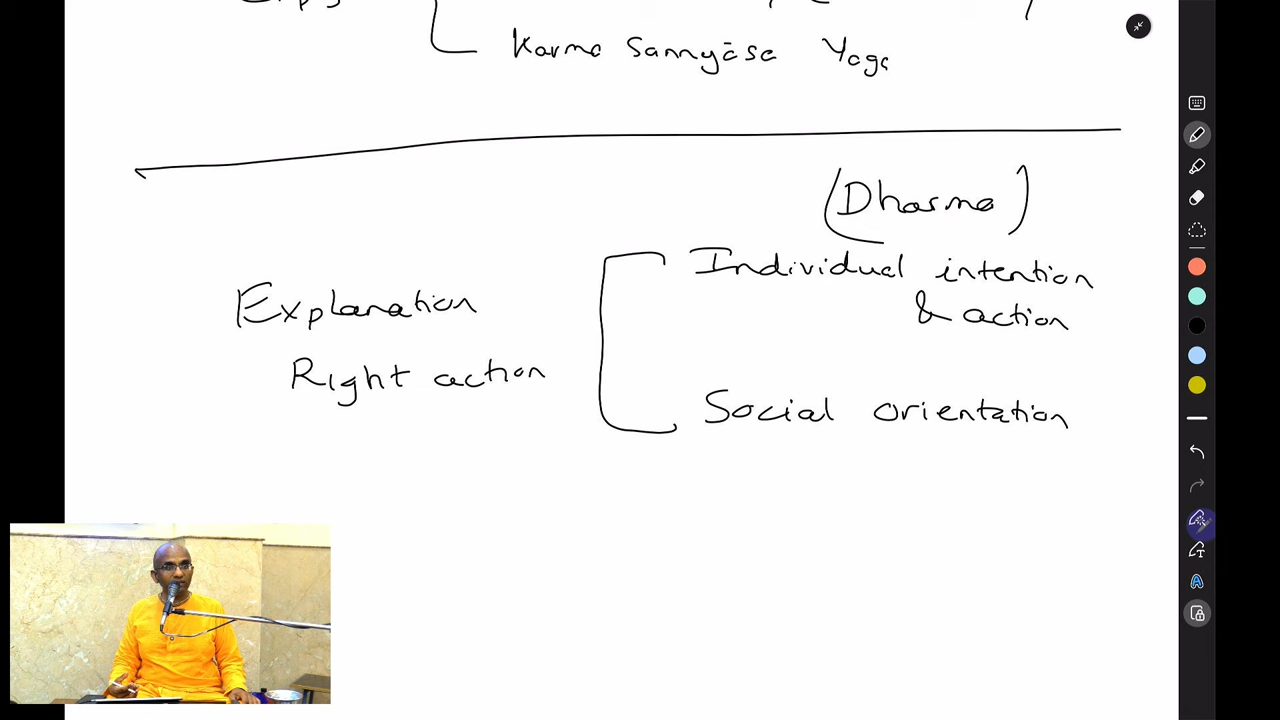 Karma Sannyāsa Yoga
(Dharma)
Individual intention
& action
Explanation
Right action
Social orientation